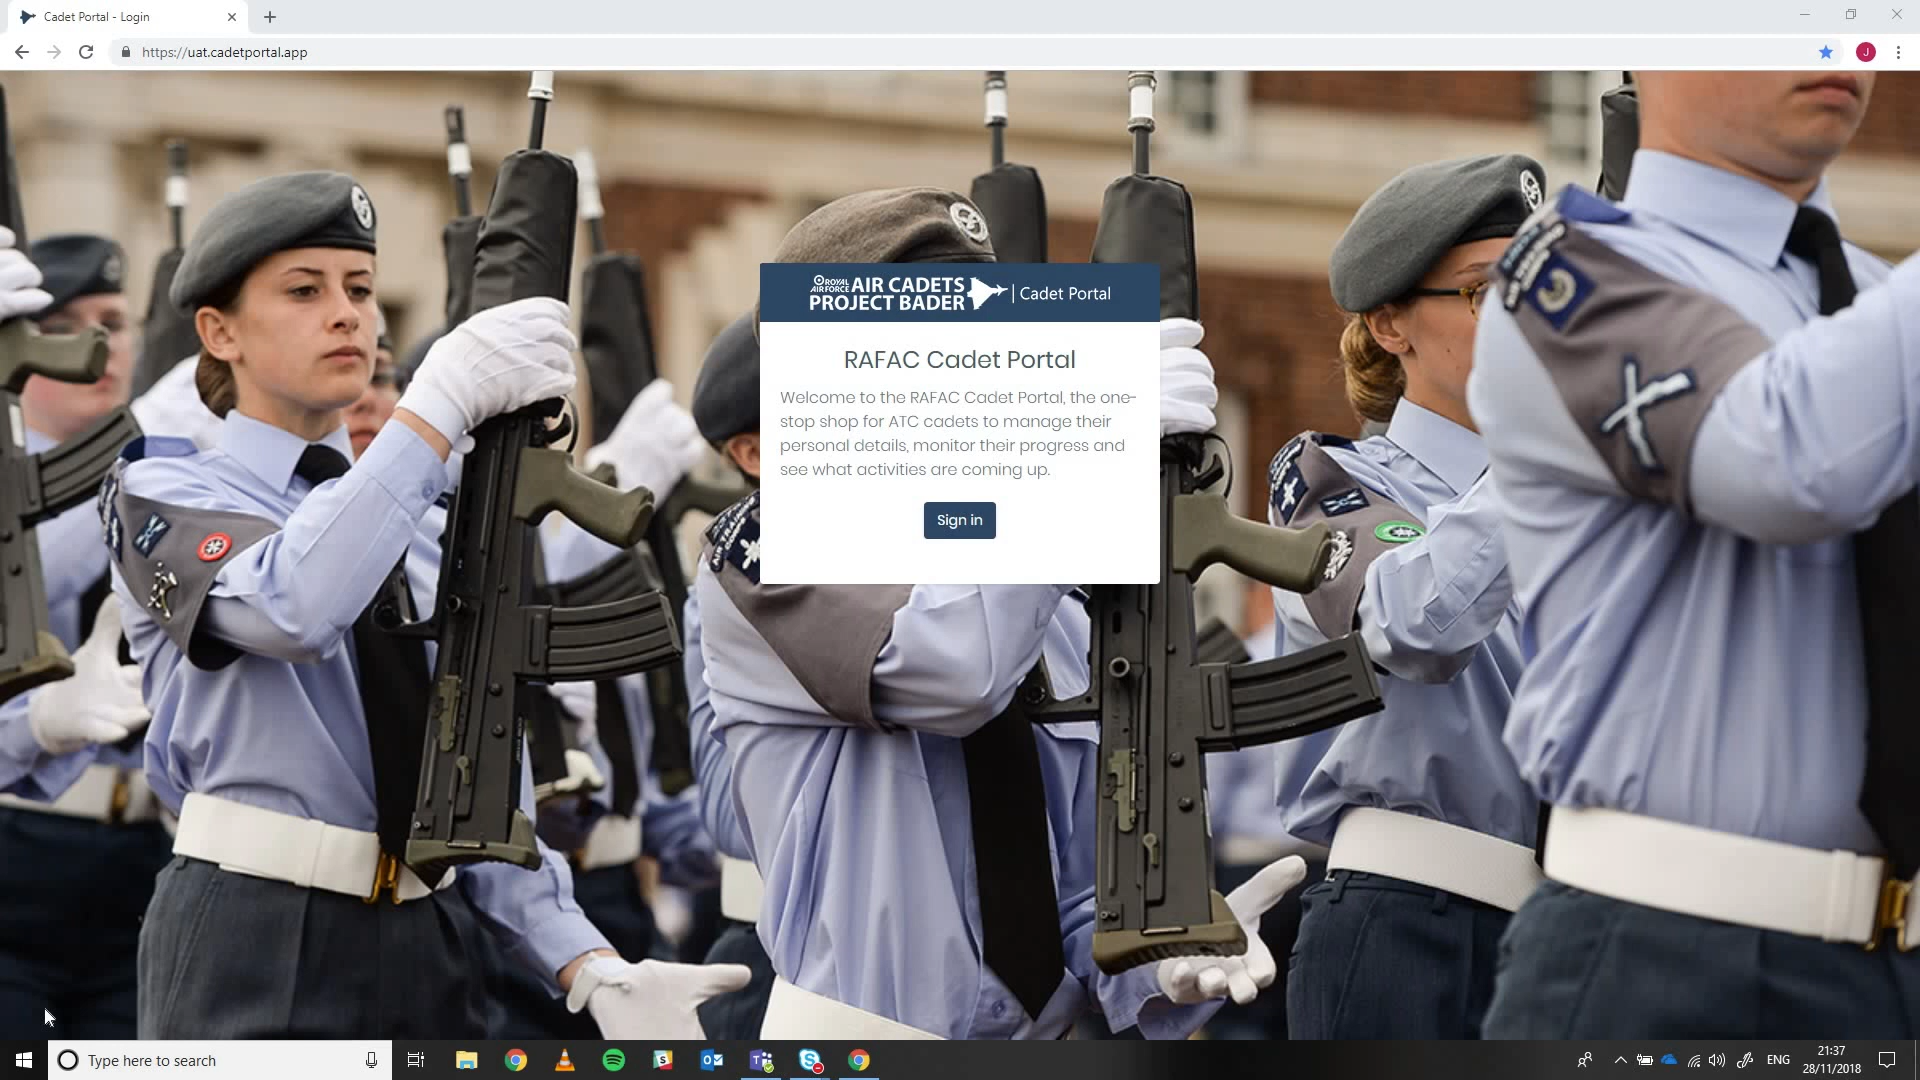 Cadet Portal - Login
https://uat.cadetportal.app
J
ROYAL AIR FORCE AIR CADETS
PROJECT BADER | Cadet Portal
RAFAC Cadet Portal
Welcome to the RAFAC Cadet Portal, the one-
stop shop for ATC cadets to manage their
personal details, monitor their progress and
see what activities are coming up.
Sign in
Type here to search
ENG
21:37
28/11/2018